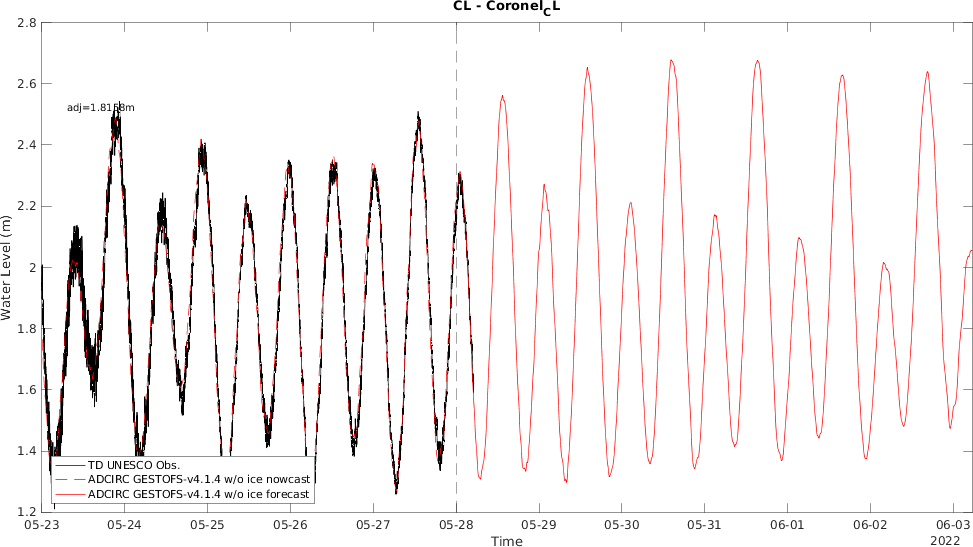 CL - Coronel_CL
2.8
2.6
adj=1.8158m
2.4
2.2
2
1.8
1.6
1.4
1.2
Water Level (m)
TD UNESCO Obs.
ADCIRC GESTOFS-v4.1.4 w/o ice nowcast
ADCIRC GESTOFS-v4.1.4 w/o ice forecast
05-23 05-24 05-25 05-26 05-27 05-28 05-29 05-30 05-31 06-01 06-02 06-03
Time
2022